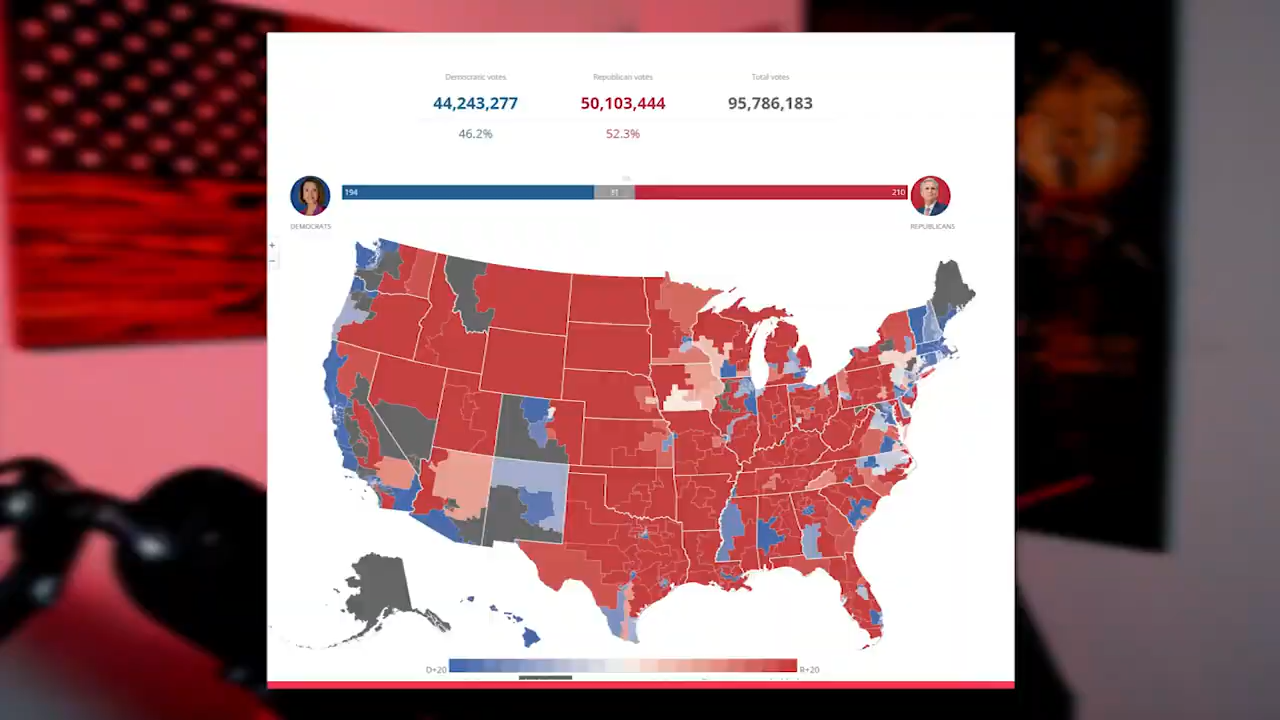 Democratic votes
Republican votes
Total votes
44,243,277
50,103,444
95,786,183
46.2%
52.3%
194
31
210
DEMOCRATS
REPUBLICANS
+
−
D+20
R+20